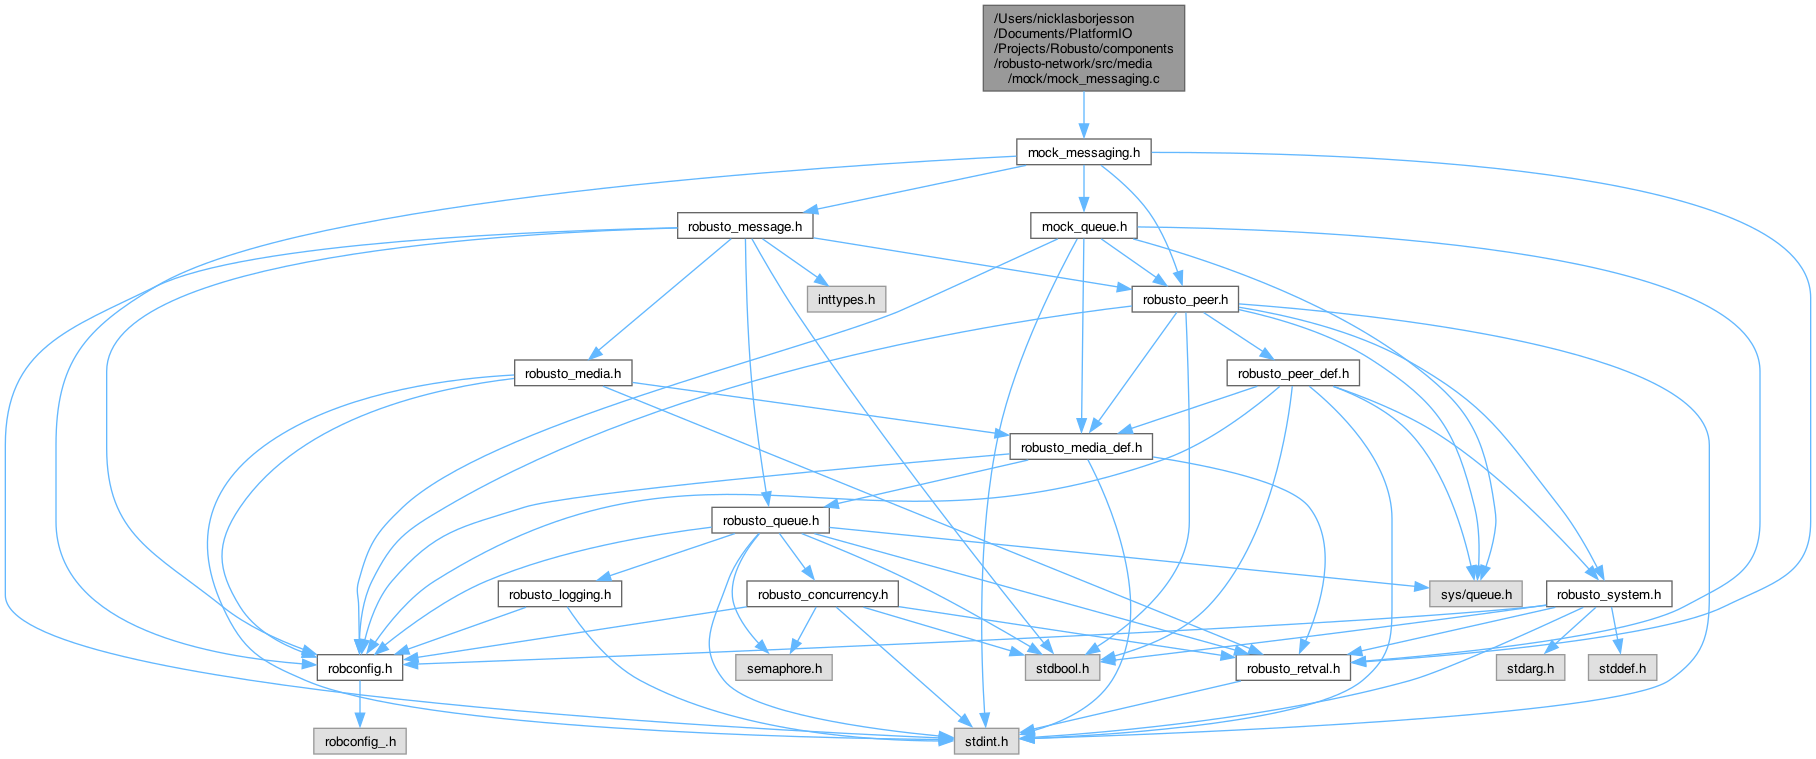 /Users/nicklasborjesson
/Documents/PlatformIO
/Projects/Robusto/components
/robusto-network/src/media
/mock/mock_messaging.c
mock_messaging.h
robusto_message.h
mock_queue.h
inttypes.h
robusto_peer.h
robusto_media.h
robusto_peer_def.h
robusto_media_def.h
robusto_queue.h
robusto_logging.h
robusto_concurrency.h
sys/queue.h
robusto_system.h
robconfig.h
semaphore.h
stdbool.h
robusto_retval.h
stdarg.h
stddef.h
robconfig_.h
stdint.h